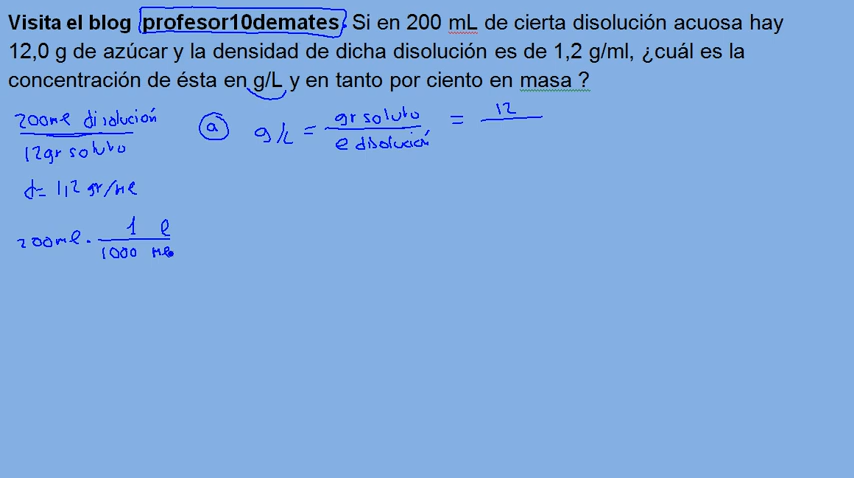 Visita el blog profesor10demates. Si en 200 mL de cierta disolución acuosa hay
12,0 g de azúcar y la densidad de dicha disolución es de 1,2 g/ml, ¿cuál es la
concentración de ésta en g/L y en tanto por ciento en masa ?
200ml disolución
12gr soluto
d= 1,2 gr/ml
200ml · 1 l / 1000 ml
a) g/L = gr soluto / l disolución = 12